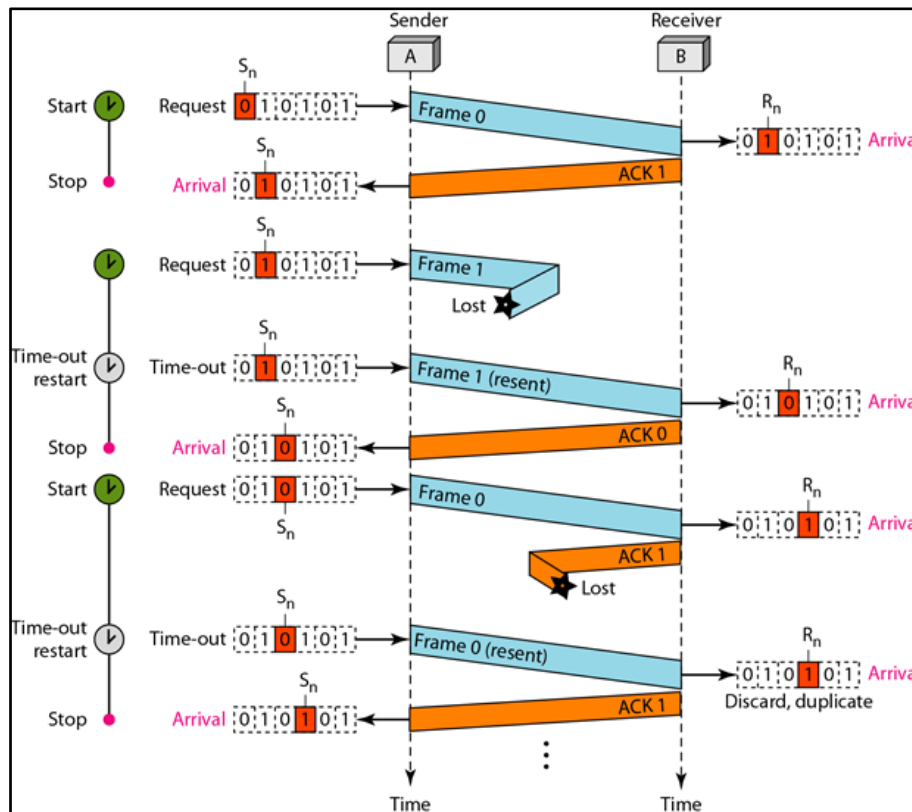 Sender Receiver
A B
Sn
Start Request 0 1 0 1 0 1 Frame 0
Rn
0 1 0 1 0 1 Arrival
Sn
Stop Arrival 0 1 0 1 0 1 ACK 1
Sn
Request 0 1 0 1 0 1 Frame 1
Lost
Sn
Time-out
restart
Time-out 0 1 0 1 0 1 Frame 1 (resent)
Rn
0 1 0 1 0 1 Arrival
Sn
Stop Arrival 0 1 0 1 0 1 ACK 0
Start Request 0 1 0 1 0 1 Frame 0
Sn
Rn
0 1 0 1 0 1 Arrival
ACK 1
Lost
Sn
Time-out
restart
Time-out 0 1 0 1 0 1 Frame 0 (resent)
Rn
0 1 0 1 0 1 Arrival
Discard, duplicate
Sn
Stop Arrival 0 1 0 1 0 1 ACK 1
Time Time